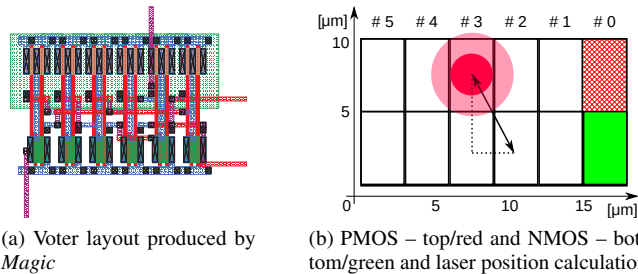 [µm] # 5 # 4 # 3 # 2 # 1 # 0
10
5
0 5 10 15 [µm]
(a) Voter layout produced by
Magic
(b) PMOS – top/red and NMOS – bot
tom/green and laser position calculation